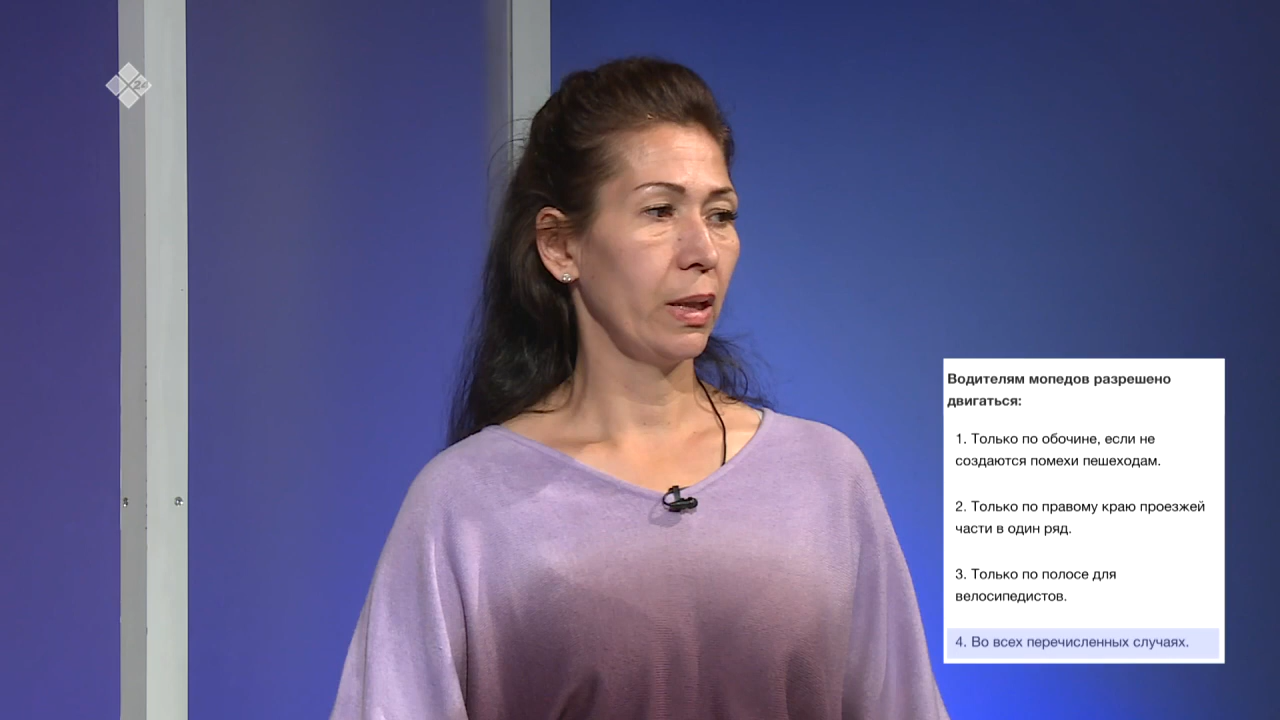 24
Водителям мопедов разрешено
двигаться:
1. Только по обочине, если не
создаются помехи пешеходам.
2. Только по правому краю проезжей
части в один ряд.
3. Только по полосе для
велосипедистов.
4. Во всех перечисленных случаях.